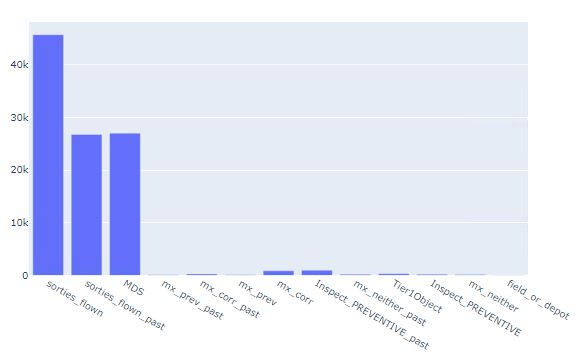 40k
30k
20k
10k
0
sorties_flown
sorties_flown_past
MDS
mx_prev_past
mx_corr_past
mx_prev
mx_corr
Inspect_PREVENTIVE_past
mx_neither_past
Tier1Object
Inspect_PREVENTIVE
mx_neither
field_or_depot